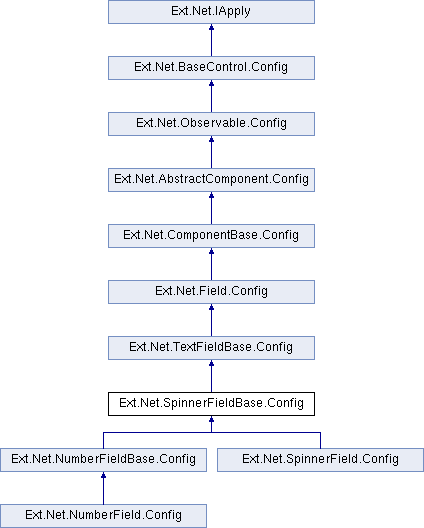 Ext.Net.IApply
Ext.Net.BaseControl.Config
Ext.Net.Observable.Config
Ext.Net.AbstractComponent.Config
Ext.Net.ComponentBase.Config
Ext.Net.Field.Config
Ext.Net.TextFieldBase.Config
Ext.Net.SpinnerFieldBase.Config
Ext.Net.NumberFieldBase.Config
Ext.Net.SpinnerField.Config
Ext.Net.NumberField.Config